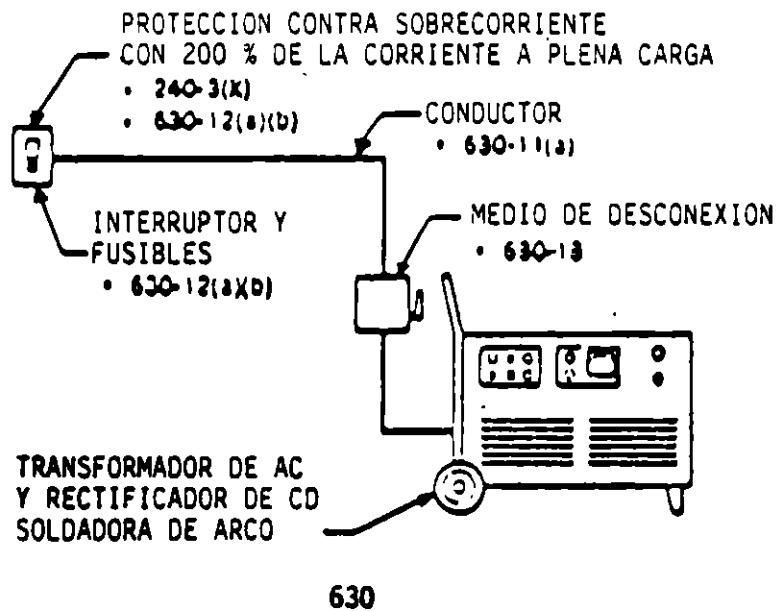 PROTECCION CONTRA SOBRECORRIENTE
CON 200 % DE LA CORRIENTE A PLENA CARGA
• 240-3(X)
• 630-12(a)(b)
CONDUCTOR
• 630-11(a)
INTERRUPTOR Y
FUSIBLES
• 630-12(a)(b)
MEDIO DE DESCONEXION
• 630-13
TRANSFORMADOR DE AC
Y RECTIFICADOR DE CD
SOLDADORA DE ARCO
630